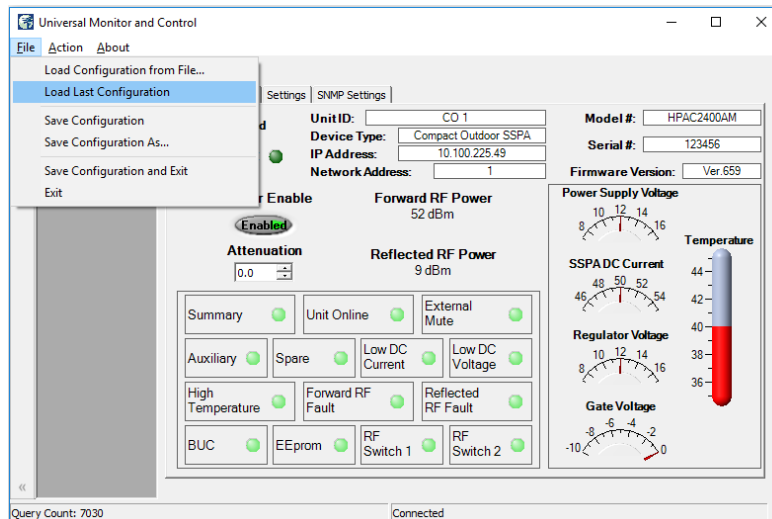 Universal Monitor and Control
File Action About
Load Configuration from File...
Load Last Configuration
Save Configuration
Save Configuration As...
Save Configuration and Exit
Exit
Settings SNMP Settings
Unit ID: CO 1
Device Type: Compact Outdoor SSPA
IP Address: 10.100.225.49
Network Address: 1
Model #: HPAC2400AM
Serial #: 123456
Firmware Version: Ver.659
Enable
Enabled
Attenuation
0.0
Forward RF Power
52 dBm
Reflected RF Power
9 dBm
Summary
Unit Online
External
Mute
Auxiliary
Spare
Low DC
Current
Low DC
Voltage
High
Temperature
Forward RF
Fault
Reflected
RF Fault
BUC
EEprom
RF
Switch 1
RF
Switch 2
Power Supply Voltage
8 10 12 14 16
SSPA DC Current
46 48 50 52 54
Regulator Voltage
8 10 12 14 16
Gate Voltage
-10 -8 -6 -4 -2 0
Temperature
44
42
40
38
36
«
Query Count: 7030
Connected